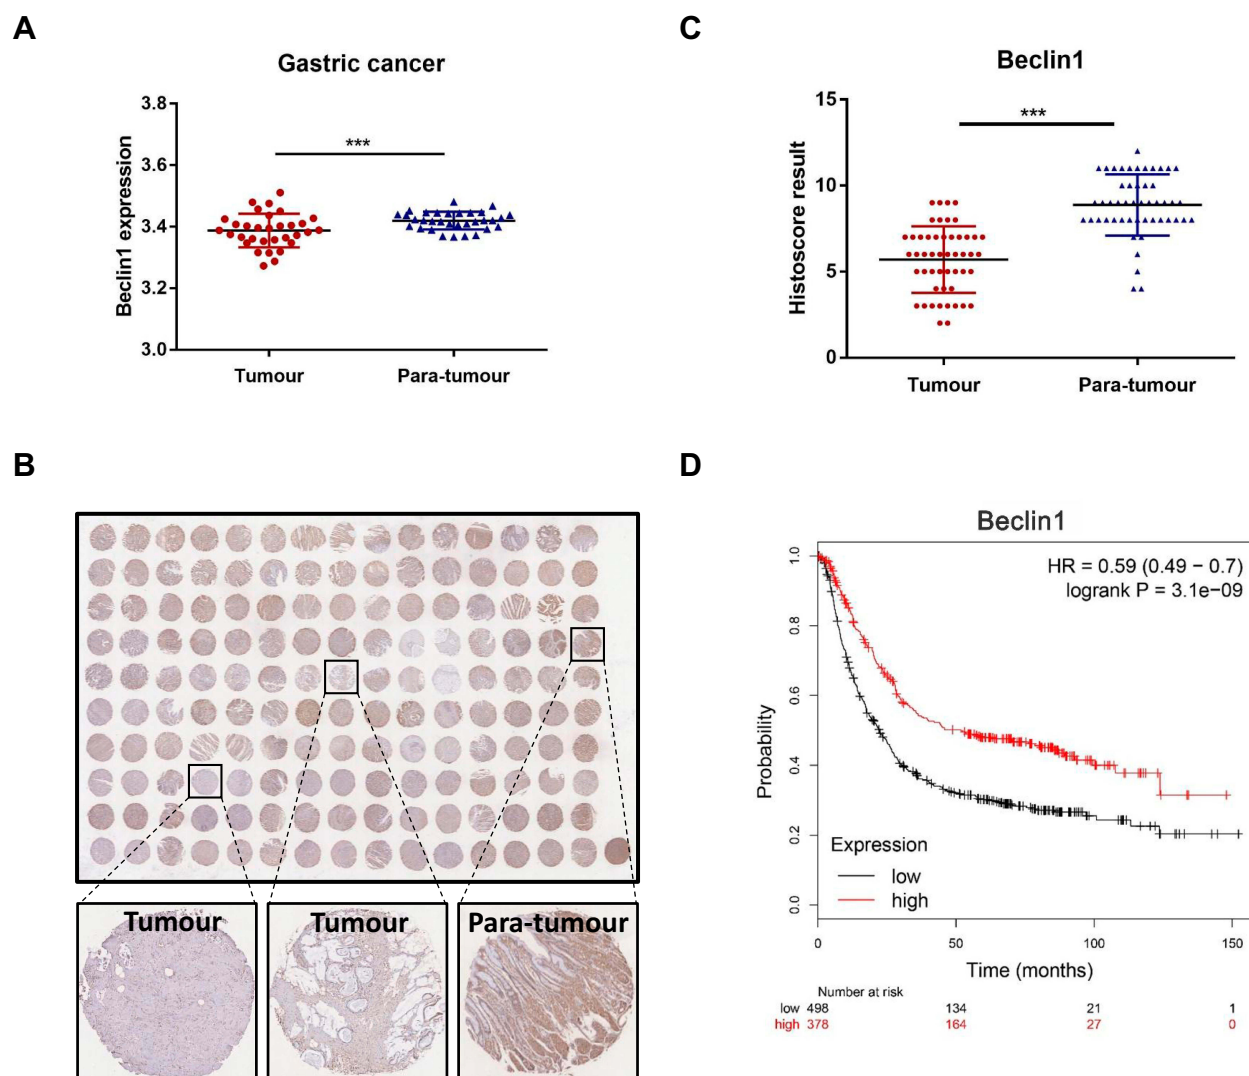 A
Gastric cancer
Beclin1 expression
3.8
3.6
3.4
3.2
3.0
***
Tumour
Para-tumour
C
Beclin1
Histoscore result
15
10
5
0
***
Tumour
Para-tumour
B
Tumour
Tumour
Para-tumour
D
Beclin1
HR = 0.59 (0.49 − 0.7)
logrank P = 3.1e−09
Probability
1.0
0.8
0.6
0.4
0.2
0.0
Expression
low
high
0
50
100
150
Time (months)
Number at risk
low 498 134 21 1
high 378 164 27 0